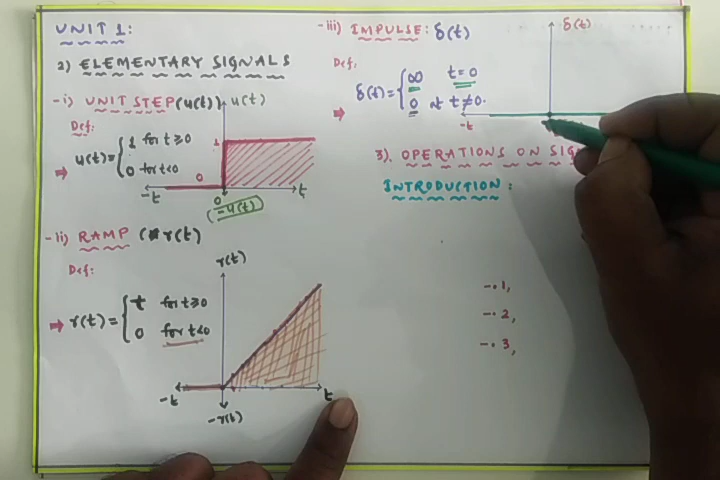 UNIT 1:
2) ELEMENTARY SIGNALS
-i) UNIT STEP (u(t))
Def:
u(t) = { 1 for t≥0
0 for t<0
u(t)
1
0
-t
0
t
-u(t)
-ii) RAMP ( r(t)
Def:
r(t) = { t for t≥0
0 for t<0
r(t)
-t
t
-r(t)
-iii) IMPULSE: δ(t)
Def:
δ(t) = { ∞ t=0
0 at t≠0.
δ(t)
-t
3). OPERATIONS ON SIG
INTRODUCTION:
-. 1,
-. 2,
-. 3,